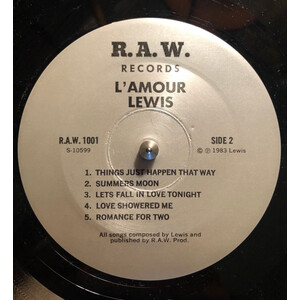 R.A.W.
RECORDS
L'AMOUR
LEWIS
R.A.W. 1001
S-10599
SIDE 2
© ℗ 1983 Lewis
1. THINGS JUST HAPPEN THAT WAY
2. SUMMERS MOON
3. LETS FALL IN LOVE TONIGHT
4. LOVE SHOWERED ME
5. ROMANCE FOR TWO
All songs composed by Lewis and
published by R.A.W. Prod.